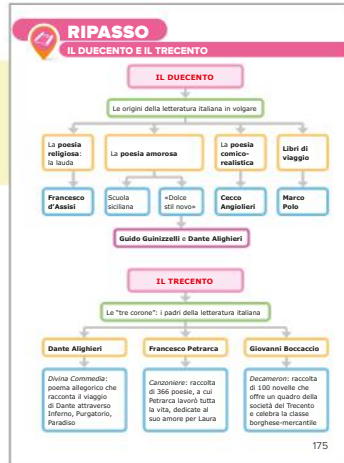 RIPASSO
IL DUECENTO E IL TRECENTO
IL DUECENTO
Le origini della letteratura italiana in volgare
La poesia
religiosa:
la lauda
La poesia amorosa
La poesia
comico-
realistica
Libri di
viaggio
Francesco
d'Assisi
Scuola
siciliana
«Dolce
stil novo»
Cecco
Angiolieri
Marco
Polo
Guido Guinizzelli e Dante Alighieri
IL TRECENTO
Le "tre corone": i padri della letteratura italiana
Dante Alighieri
Francesco Petrarca
Giovanni Boccaccio
Divina Commedia:
poema allegorico che
racconta il viaggio
di Dante attraverso
Inferno, Purgatorio,
Paradiso
Canzoniere: raccolta
di 366 poesie, a cui
Petrarca lavorò tutta
la vita, dedicate al
suo amore per Laura
Decameron: raccolta
di 100 novelle che
offre un quadro della
società del Trecento
e celebra la classe
borghese-mercantile
175